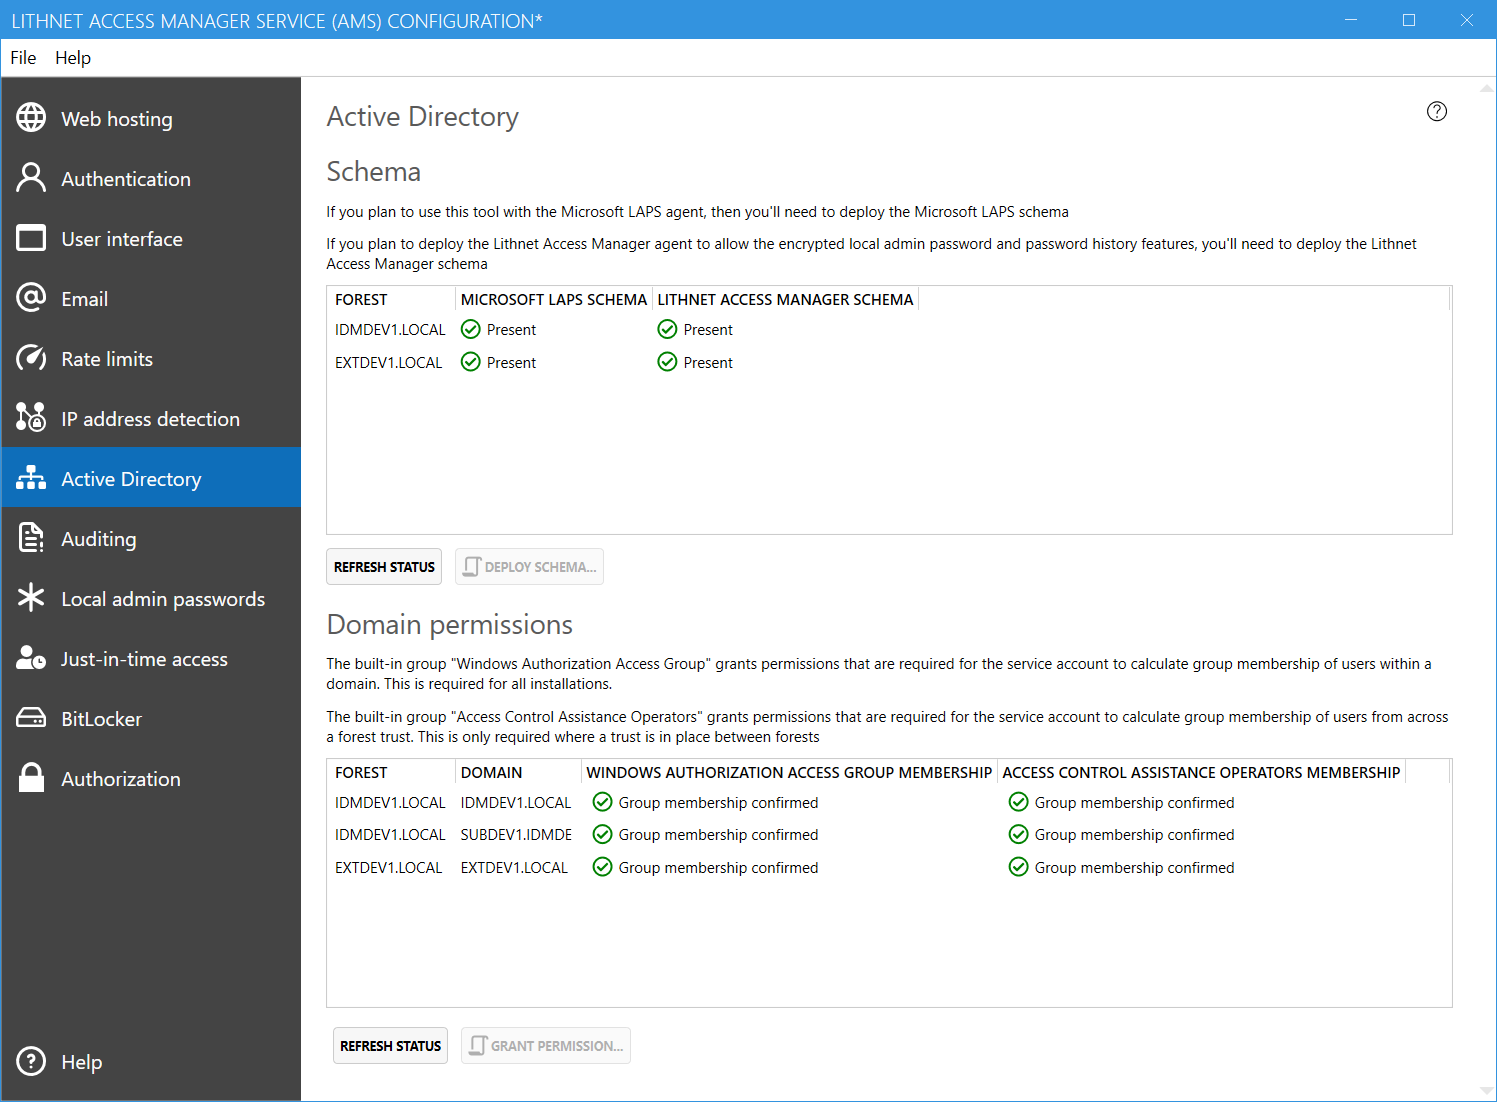 LITHNET ACCESS MANAGER SERVICE (AMS) CONFIGURATION*
File Help
Web hosting
Authentication
User interface
Email
Rate limits
IP address detection
Active Directory
Auditing
Local admin passwords
Just-in-time access
BitLocker
Authorization
Help
Active Directory
Schema
If you plan to use this tool with the Microsoft LAPS agent, then you'll need to deploy the Microsoft LAPS schema
If you plan to deploy the Lithnet Access Manager agent to allow the encrypted local admin password and password history features, you'll need to deploy the Lithnet
Access Manager schema
FOREST MICROSOFT LAPS SCHEMA LITHNET ACCESS MANAGER SCHEMA
IDMDEV1.LOCAL Present Present
EXTDEV1.LOCAL Present Present
REFRESH STATUS DEPLOY SCHEMA...
Domain permissions
The built-in group "Windows Authorization Access Group" grants permissions that are required for the service account to calculate group membership of users within a
domain. This is required for all installations.
The built-in group "Access Control Assistance Operators" grants permissions that are required for the service account to calculate group membership of users from across
a forest trust. This is only required where a trust is in place between forests
FOREST DOMAIN WINDOWS AUTHORIZATION ACCESS GROUP MEMBERSHIP ACCESS CONTROL ASSISTANCE OPERATORS MEMBERSHIP
IDMDEV1.LOCAL IDMDEV1.LOCAL Group membership confirmed Group membership confirmed
IDMDEV1.LOCAL SUBDEV1.IDMDE Group membership confirmed Group membership confirmed
EXTDEV1.LOCAL EXTDEV1.LOCAL Group membership confirmed Group membership confirmed
REFRESH STATUS GRANT PERMISSION...